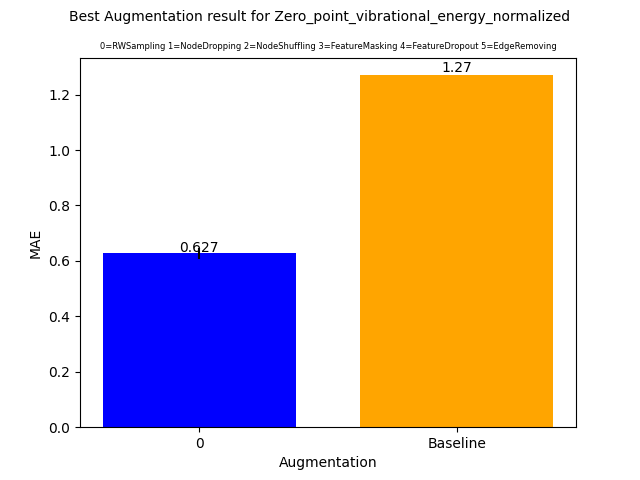 Best Augmentation result for Zero_point_vibrational_energy_normalized
0=RWSampling 1=NodeDropping 2=NodeShuffling 3=FeatureMasking 4=FeatureDropout 5=EdgeRemoving
1.27
0.627
1.2
1.0
0.8
0.6
0.4
0.2
0.0
MAE
0
Baseline
Augmentation